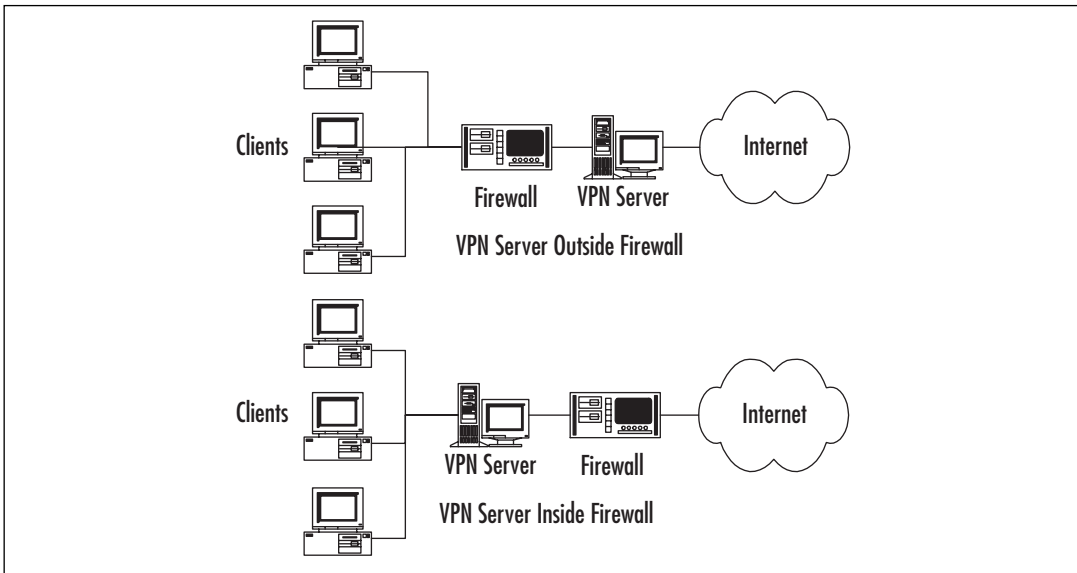 Clients
Internet
Firewall
VPN Server
VPN Server Outside Firewall
Clients
Internet
VPN Server
Firewall
VPN Server Inside Firewall